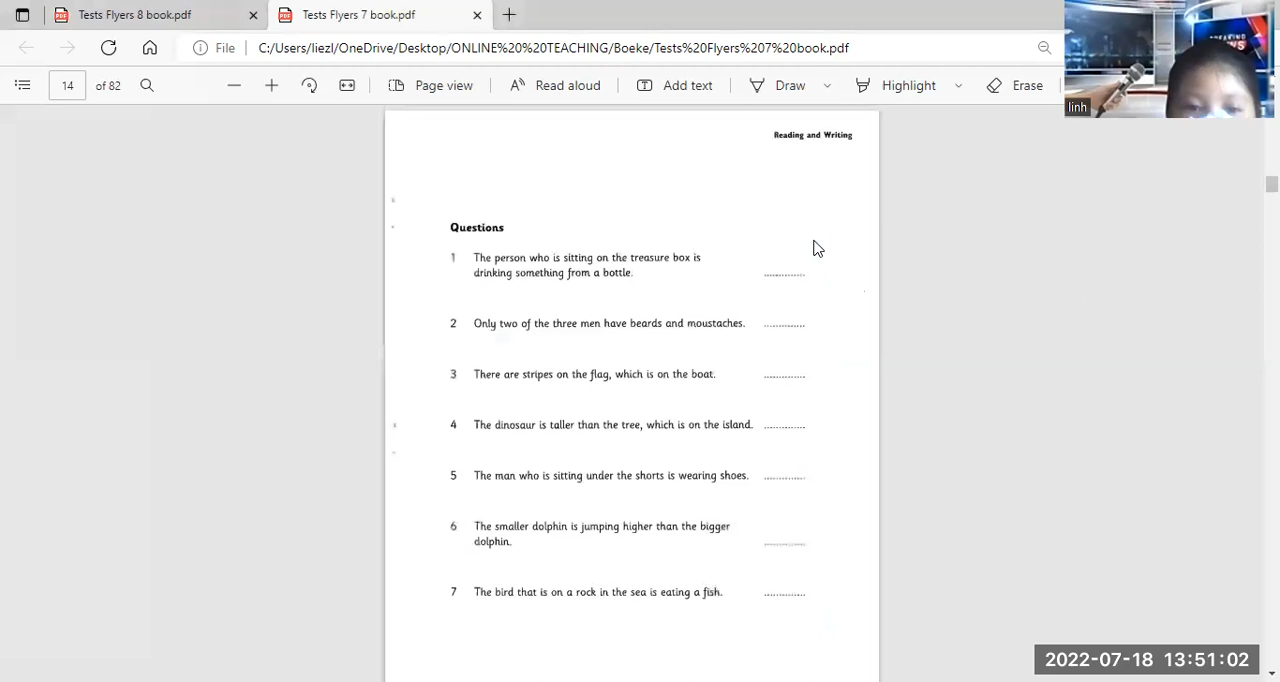 Tests Flyers 8 book.pdf
Tests Flyers 7 book.pdf
File
C:/Users/liezl/OneDrive/Desktop/ONLINE%20%20TEACHING/Boeke/Tests%20Flyers%207%20book.pdf
14 of 82
Page view
Read aloud
Add text
Draw
Highlight
Erase
BREAKING
linh
Reading and Writing
Questions
1 The person who is sitting on the treasure box is
drinking something from a bottle. ..............
2 Only two of the three men have beards and moustaches. ..............
3 There are stripes on the flag, which is on the boat. ..............
4 The dinosaur is taller than the tree, which is on the island. ..............
5 The man who is sitting under the shorts is wearing shoes. ..............
6 The smaller dolphin is jumping higher than the bigger
dolphin. ..............
7 The bird that is on a rock in the sea is eating a fish. ..............
2022-07-18 13:51:02